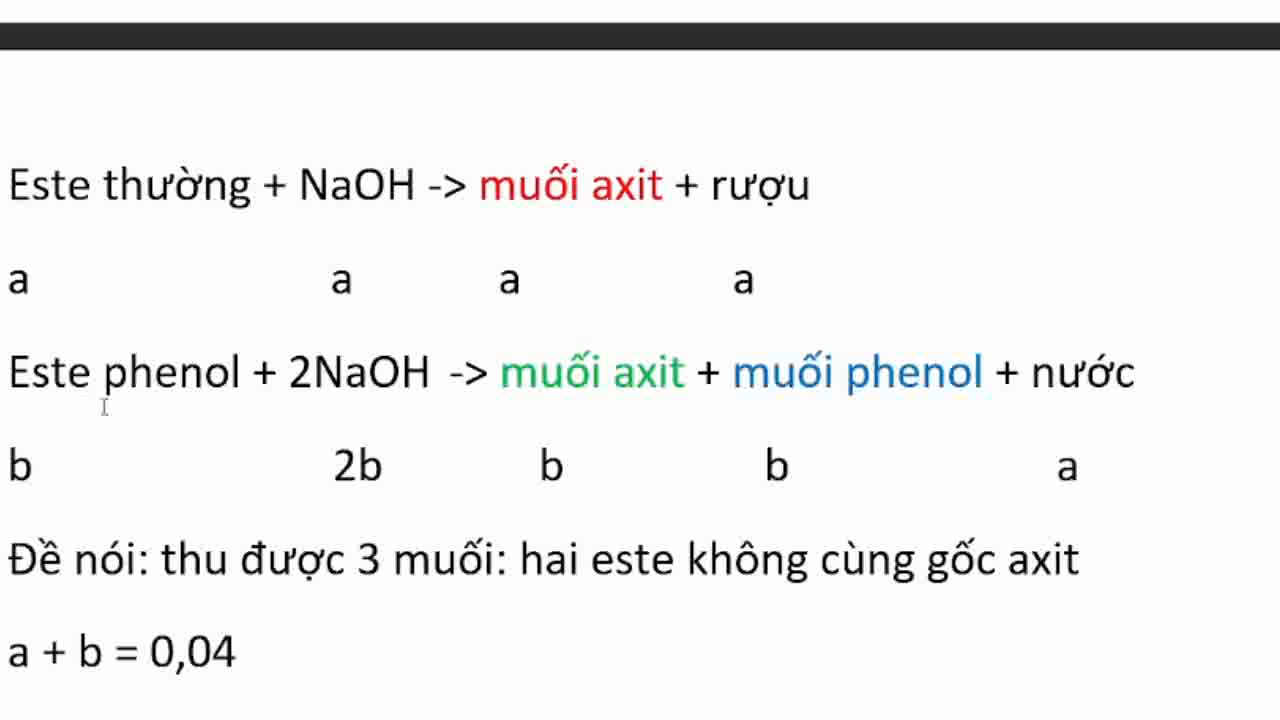 Este thường + NaOH -> muối axit + rượu
a a a a
Este phenol + 2NaOH -> muối axit + muối phenol + nước
b 2b b b a
Đề nói: thu được 3 muối: hai este không cùng gốc axit
a + b = 0,04